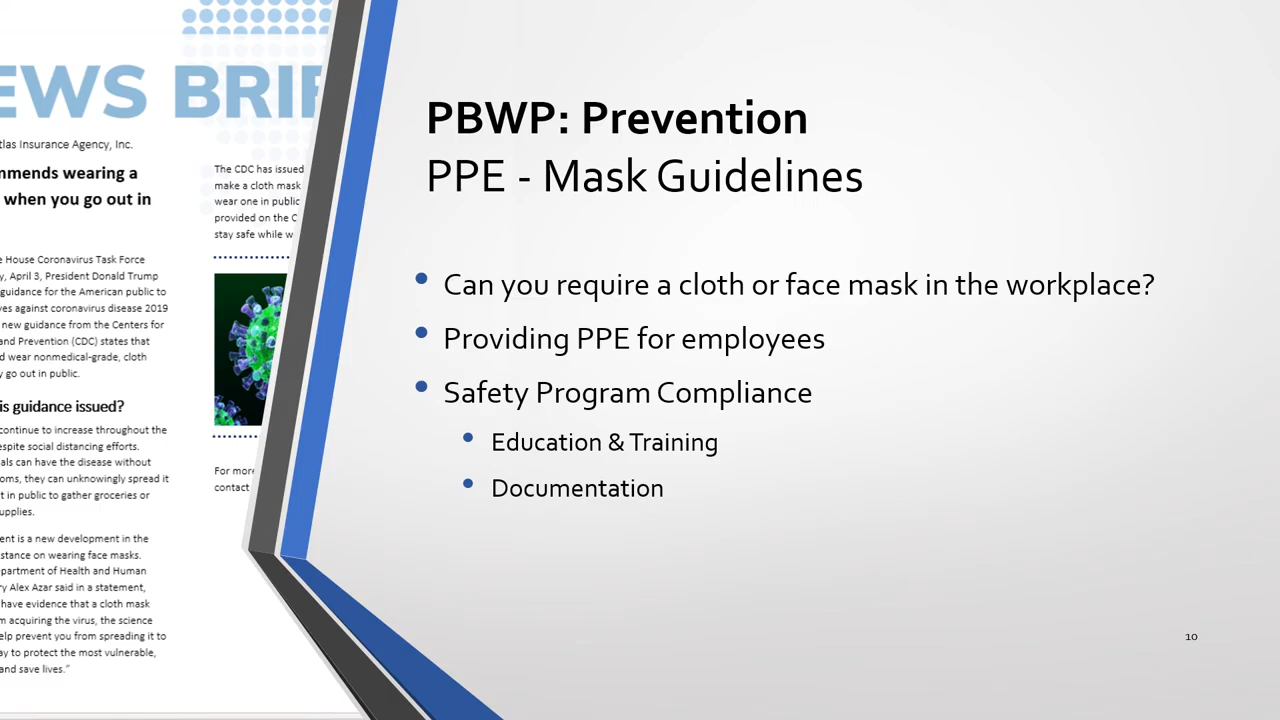 EWS BRIF
tlas Insurance Agency, Inc.
mmends wearing a
when you go out in
e House Coronavirus Task Force
y, April 3, President Donald Trump
guidance for the American public to
ves against coronavirus disease 2019
new guidance from the Centers for
and Prevention (CDC) states that
d wear nonmedical-grade, cloth
y go out in public.
is guidance issued?
continue to increase throughout the
espite social distancing efforts.
als can have the disease without
oms, they can unknowingly spread it
t in public to gather groceries or
upplies.
ent is a new development in the
stance on wearing face masks.
partment of Health and Human
ry Alex Azar said in a statement,
have evidence that a cloth mask
m acquiring the virus, the science
elp prevent you from spreading it to
ay to protect the most vulnerable,
and save lives.”
The CDC has issued
make a cloth mask
wear one in public
provided on the C
stay safe while w
For more
contact
PBWP: Prevention
PPE - Mask Guidelines
• Can you require a cloth or face mask in the workplace?
• Providing PPE for employees
• Safety Program Compliance
• Education & Training
• Documentation
10